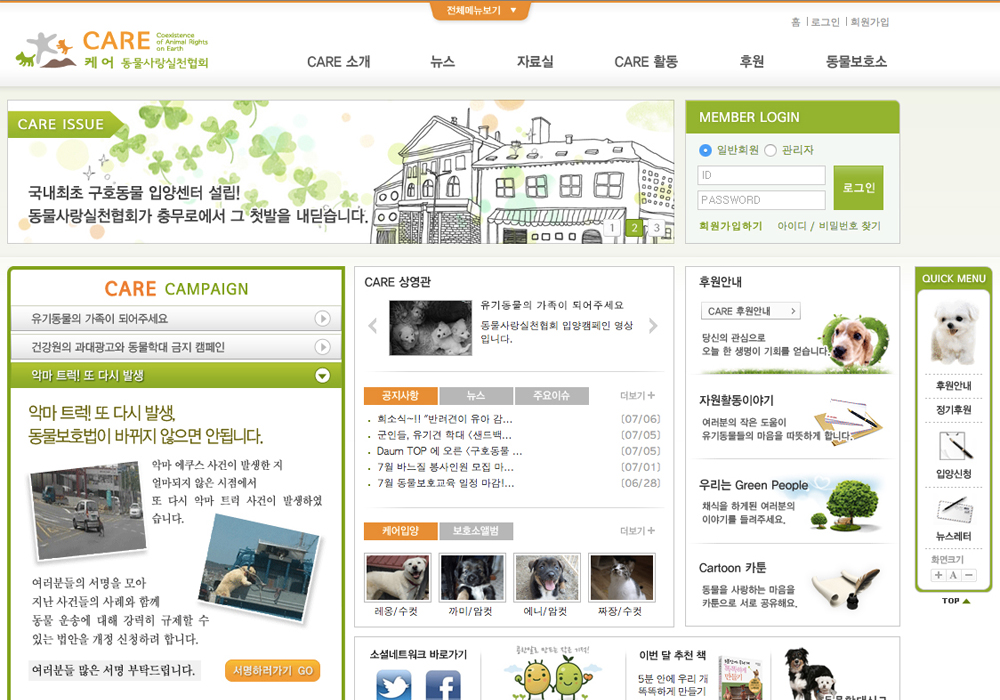 전체메뉴보기 ▼
홈 | 로그인 | 회원가입
CARE Coexistence of Animal Rights on Earth
케어 동물사랑실천협회
CARE 소개 뉴스 자료실 CARE 활동 후원 동물보호소
CARE ISSUE
국내최초 구호동물 입양센터 설립!
동물사랑실천협회가 충무로에서 그 첫발을 내딛습니다.
1 2 3
MEMBER LOGIN
일반회원 관리자
ID
PASSWORD
로그인
회원가입하기 아이디 / 비밀번호 찾기
CARE CAMPAIGN
유기동물의 가족이 되어주세요
건강원의 과대광고와 동물학대 금지 캠페인
악마 트럭! 또 다시 발생
악마 트럭! 또 다시 발생,
동물보호법이 바뀌지 않으면 안됩니다.
악마 에쿠스 사건이 발생한 지
얼마되지 않은 시점에서
또 다시 악마 트럭 사건이 발생하였
습니다.
여러분들의 서명을 모아
지난 사건들의 사례와 함께
동물 운송에 대해 강력히 규제할 수
있는 법안을 개정 신청하려 합니다.
여러분들 많은 서명 부탁드립니다.
서명하러가기 GO
CARE 상영관
유기동물의 가족이 되어주세요
동물사랑실천협회 입양캠페인 영상
입니다.
공지사항 뉴스 주요이슈 더보기 +
희소식~!! "반려견이 유아 감... [07/06]
군인들, 유기견 학대 <샌드백... [07/05]
Daum TOP 에 오른 <구호동물 ... [07/05]
7월 바느질 봉사인원 모집 마... [07/01]
7월 동물보호교육 일정 마감!... [06/28]
케어입양 보호소앨범 더보기 +
레옹/수컷 까미/암컷 에니/암컷 짜장/수컷
후원안내
CARE 후원안내 >
당신의 관심으로
오늘 한 생명이 기회를 얻습니다.
자원활동이야기
여러분의 작은 도움이
유기동물들의 마음을 따뜻하게 합니다.
우리는 Green People
채식을 하게된 여러분의
이야기를 들려주세요.
Cartoon 카툰
동물을 사랑하는 마음을
카툰으로 서로 공유해요.
QUICK MENU
후원안내
정기후원
입양신청
뉴스레터
화면크기
+ A −
TOP ▲
소셜네트워크 바로가기
이번 달 추천 책
5분 안에 우리 개
똑똑하게 만들기